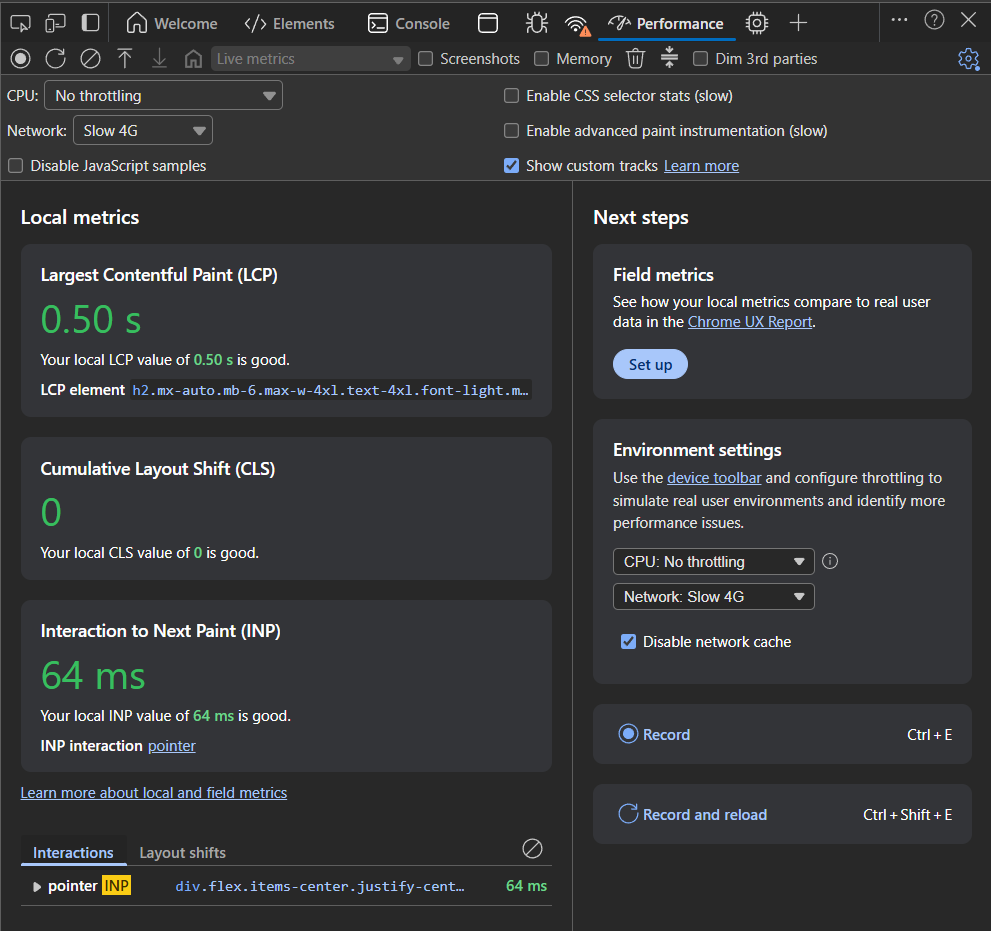 Welcome
Elements
Console
Performance
Live metrics
Screenshots
Memory
Dim 3rd parties
CPU:
No throttling
Enable CSS selector stats (slow)
Network:
Slow 4G
Enable advanced paint instrumentation (slow)
Disable JavaScript samples
Show custom tracks Learn more
Local metrics
Largest Contentful Paint (LCP)
0.50 s
Your local LCP value of 0.50 s is good.
LCP element h2.mx-auto.mb-6.max-w-4xl.text-4xl.font-light.m…
Cumulative Layout Shift (CLS)
0
Your local CLS value of 0 is good.
Interaction to Next Paint (INP)
64 ms
Your local INP value of 64 ms is good.
INP interaction pointer
Learn more about local and field metrics
Interactions
Layout shifts
pointer INP
div.flex.items-center.justify-cent…
64 ms
Next steps
Field metrics
See how your local metrics compare to real user
data in the Chrome UX Report.
Set up
Environment settings
Use the device toolbar and configure throttling to
simulate real user environments and identify more
performance issues.
CPU: No throttling
Network: Slow 4G
Disable network cache
Record
Ctrl + E
Record and reload
Ctrl + Shift + E